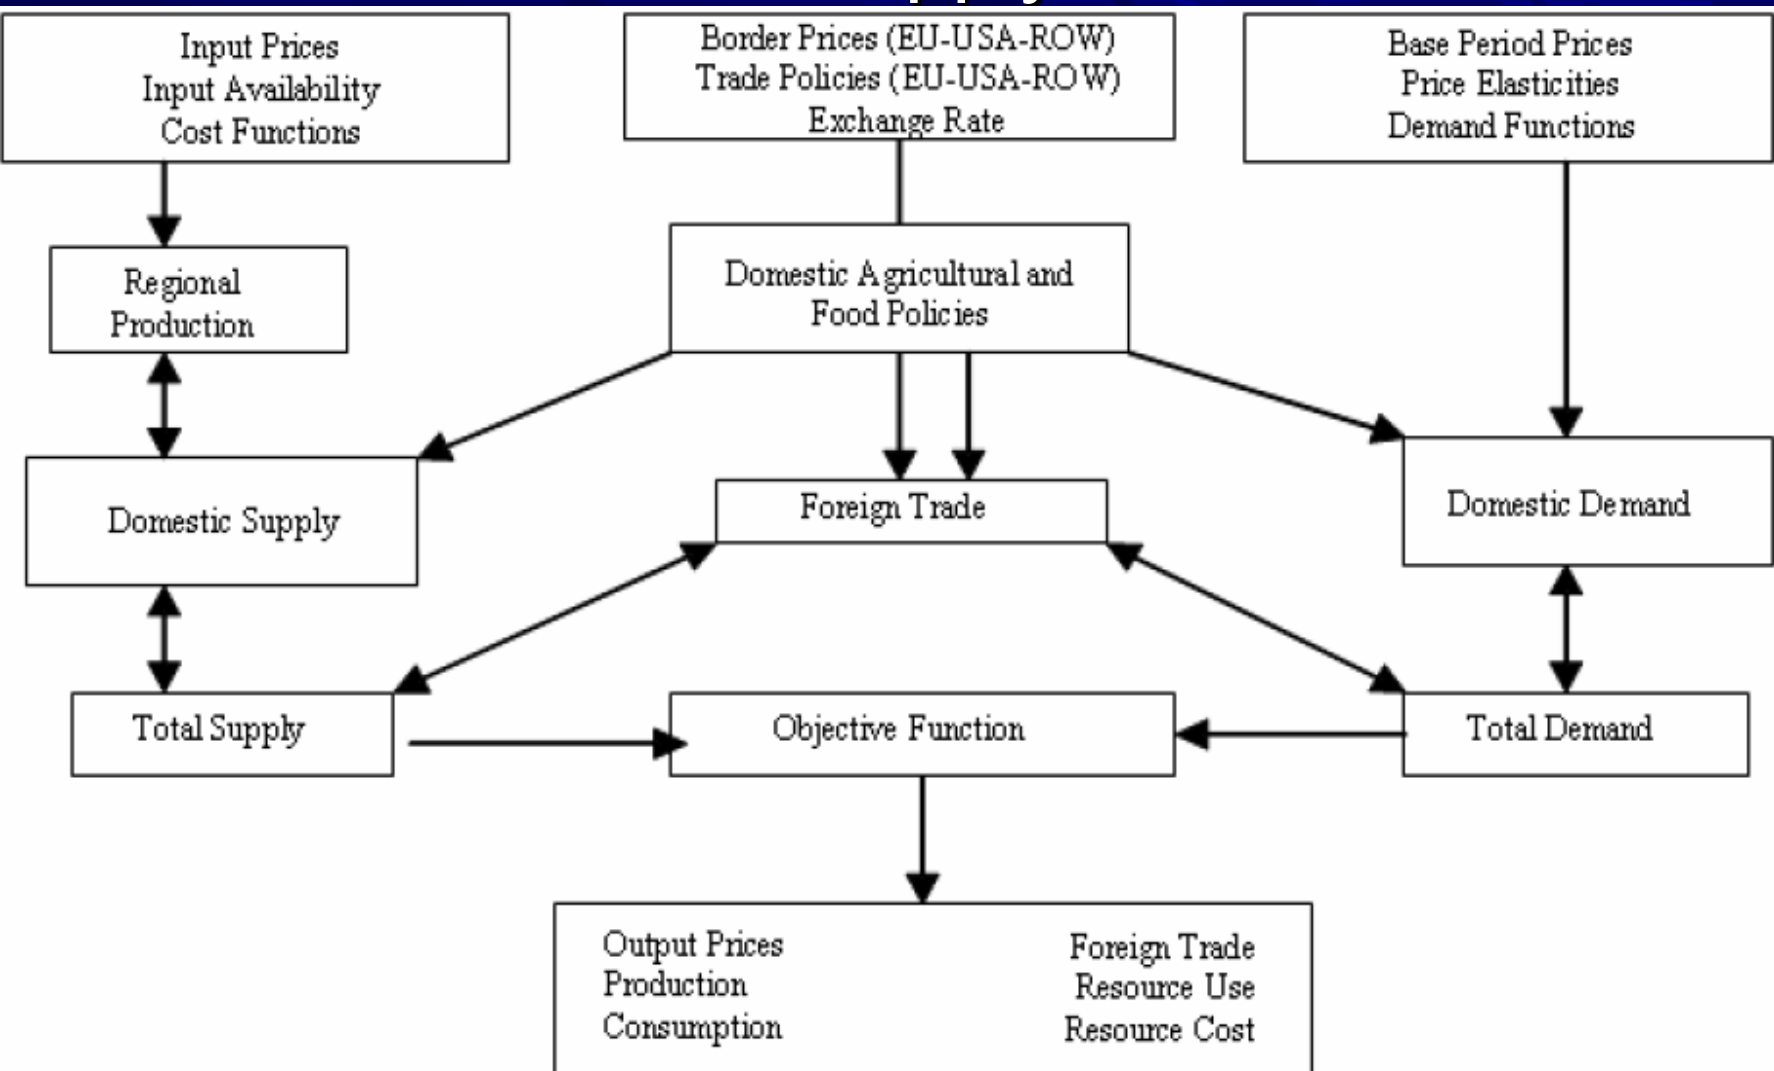 Input Prices
Input Availability
Cost Functions
Border Prices (EU-USA-ROW)
Trade Policies (EU-USA-ROW)
Exchange Rate
Base Period Prices
Price Elasticities
Demand Functions
Regional
Production
Domestic Agricultural and
Food Policies
Domestic Supply
Foreign Trade
Domestic Demand
Total Supply
Objective Function
Total Demand
Output Prices
Production
Consumption
Foreign Trade
Resource Use
Resource Cost